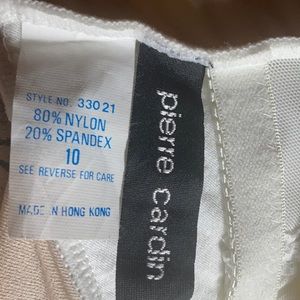 STYLE NO. 33021
80% NYLON
20% SPANDEX
10
SEE REVERSE FOR CARE
MADE IN HONG KONG
pierre cardin